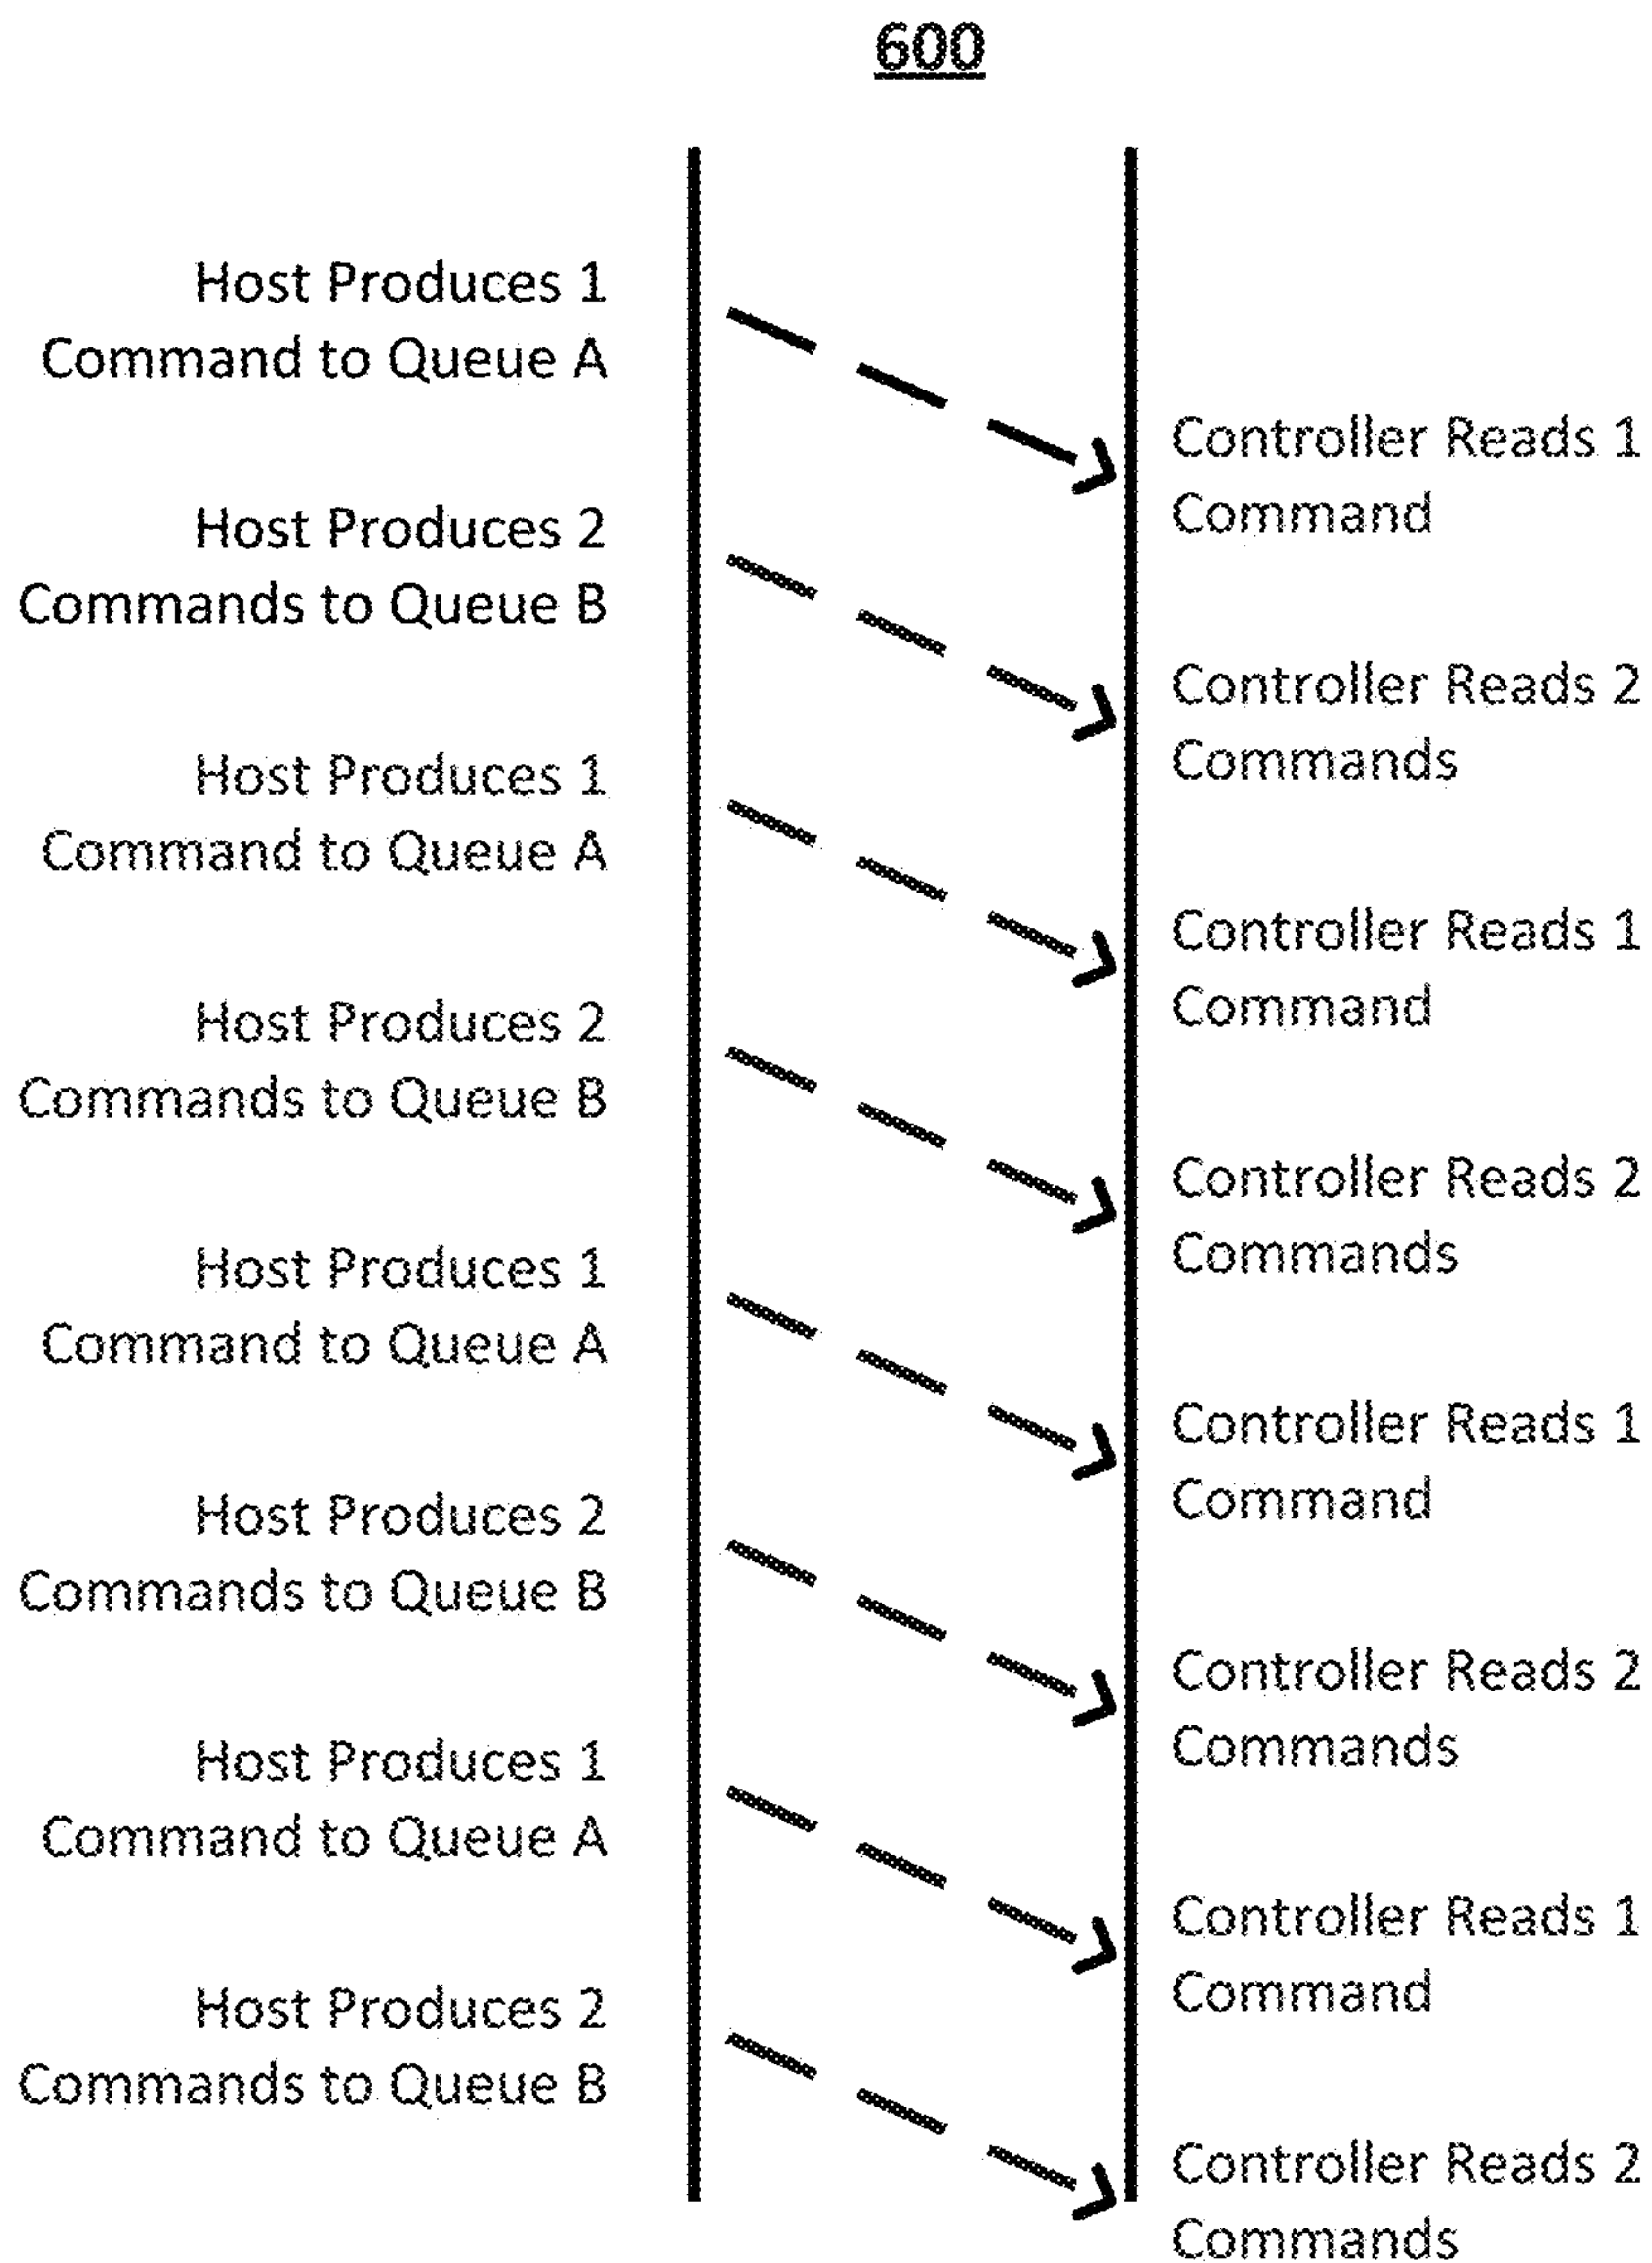 600
Host Produces 1
Command to Queue A
Controller Reads 1
Command
Host Produces 2
Commands to Queue B
Controller Reads 2
Commands
Host Produces 1
Command to Queue A
Controller Reads 1
Command
Host Produces 2
Commands to Queue B
Controller Reads 2
Commands
Host Produces 1
Command to Queue A
Controller Reads 1
Command
Host Produces 2
Commands to Queue B
Controller Reads 2
Commands
Host Produces 1
Command to Queue A
Controller Reads 1
Command
Host Produces 2
Commands to Queue B
Controller Reads 2
Commands